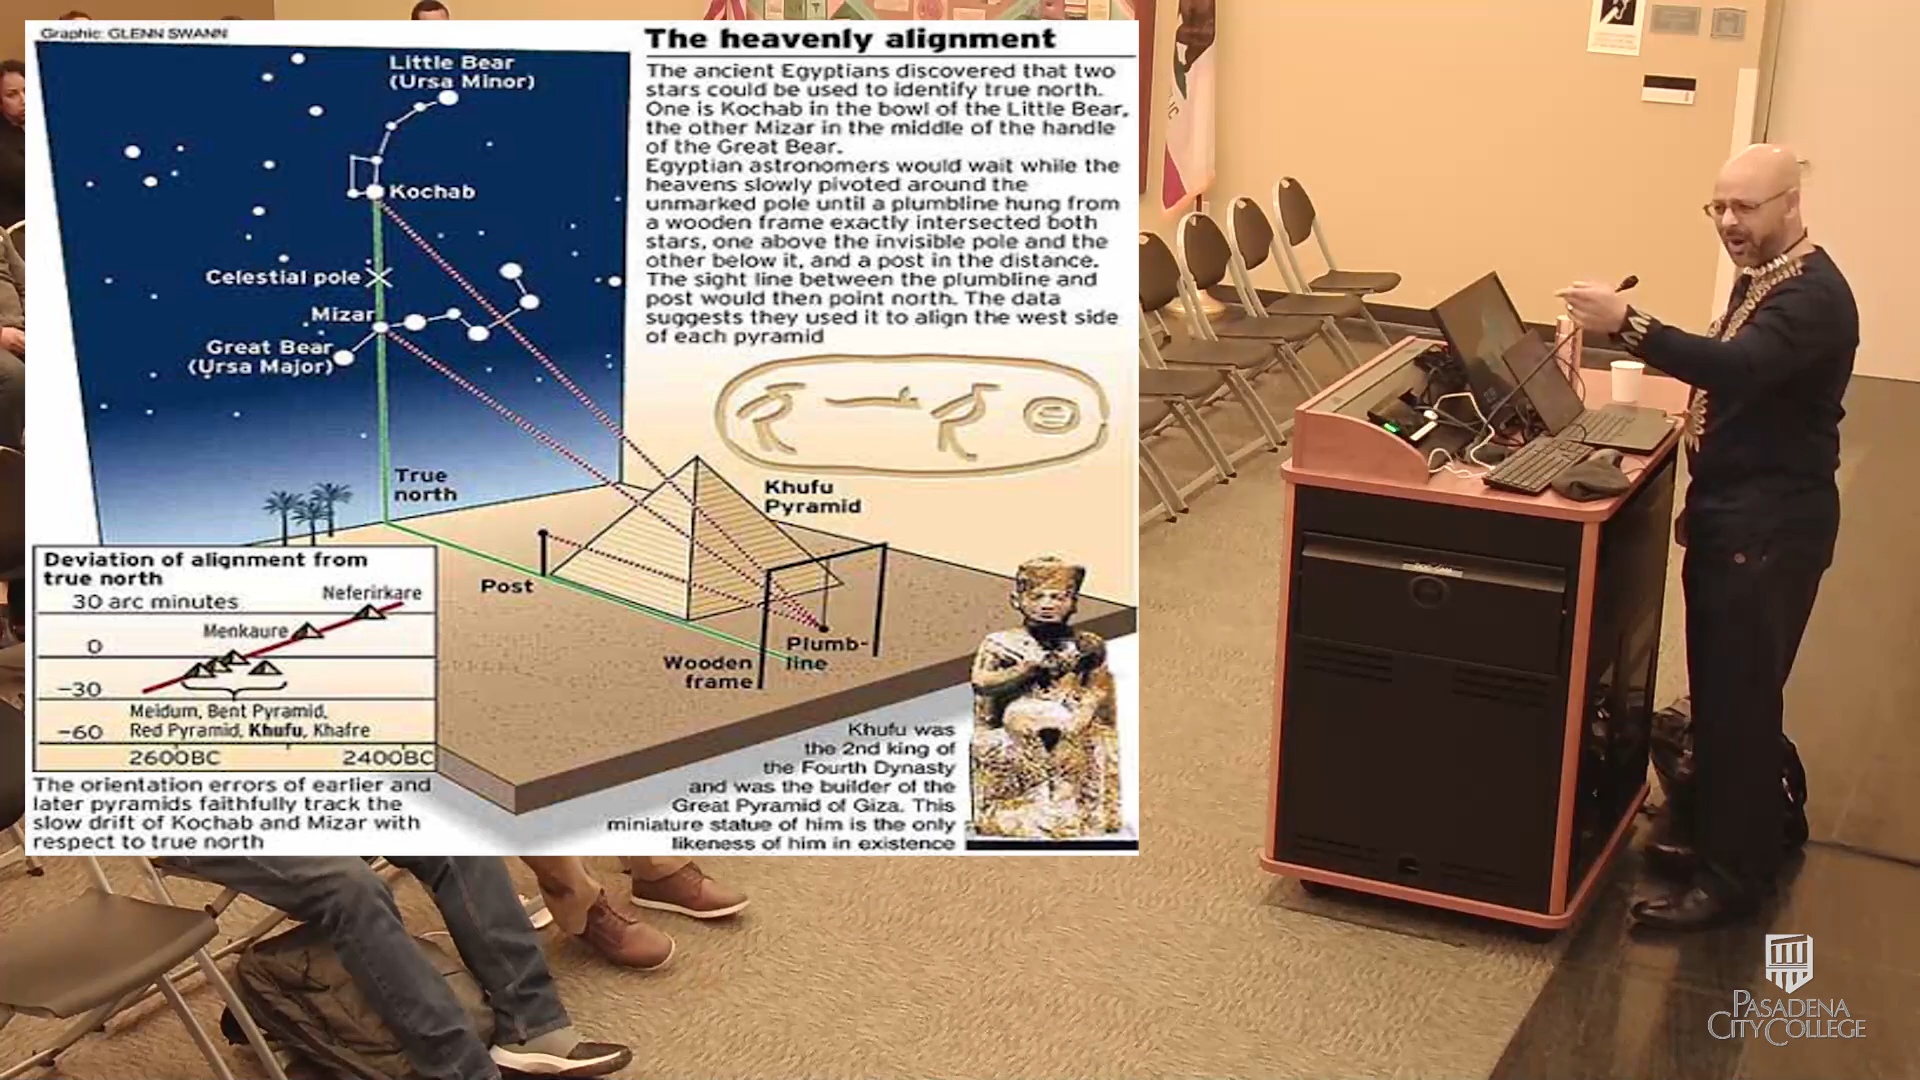 Graphic: GLENN SWANN
The heavenly alignment
The ancient Egyptians discovered that two
stars could be used to identify true north.
One is Kochab in the bowl of the Little Bear,
the other Mizar in the middle of the handle
of the Great Bear.
Egyptian astronomers would wait while the
heavens slowly pivoted around the
unmarked pole until a plumbline hung from
a wooden frame exactly intersected both
stars, one above the invisible pole and the
other below it, and a post in the distance.
The sight line between the plumbline and
post would then point north. The data
suggests they used it to align the west side
of each pyramid
Little Bear
(Ursa Minor)
Kochab
Celestial pole
Mizar
Great Bear
(Ursa Major)
True
north
Khufu
Pyramid
Post
Plumb-
line
Wooden
frame
Deviation of alignment from
true north
30 arc minutes
Neferirkare
Menkaure
0
-30
Meidum, Bent Pyramid,
-60
Red Pyramid, Khufu, Khafre
2600BC
2400BC
The orientation errors of earlier and
later pyramids faithfully track the
slow drift of Kochab and Mizar with
respect to true north
Khufu was
the 2nd king of
the Fourth Dynasty
and was the builder of the
Great Pyramid of Giza. This
miniature statue of him is the only
likeness of him in existence
PASADENA
CITY COLLEGE